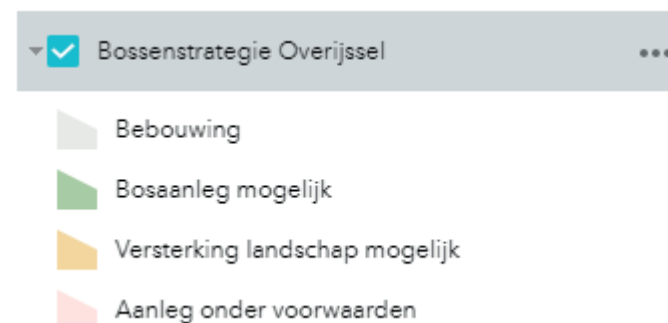 Bossenstrategie Overijssel
Bebouwing
Bosaanleg mogelijk
Versterking landschap mogelijk
Aanleg onder voorwaarden